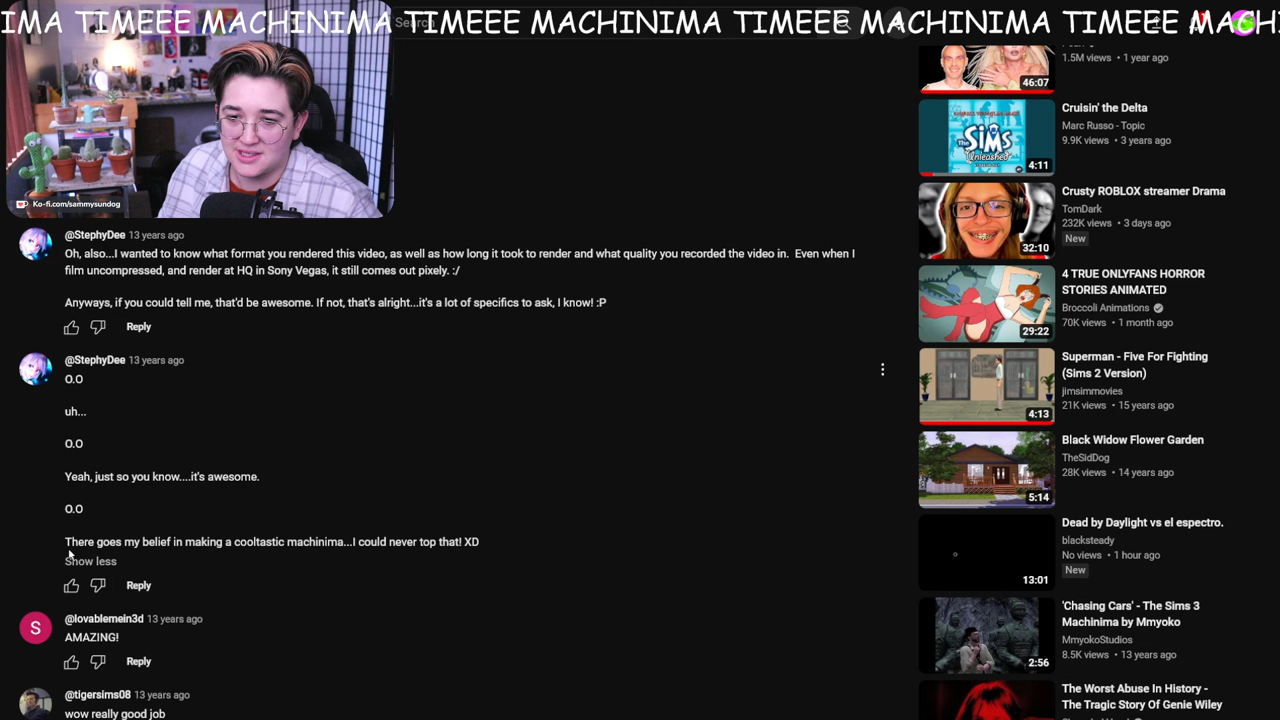 IMA TIMEEE MACHINIMA TIMEEE MACHINIMA TIMEEE MACHINIMA TIMEEE MACH
Search
Ko-fi.com/sammysundog
@StephyDee 13 years ago
Oh, also...I wanted to know what format you rendered this video, as well as how long it took to render and what quality you recorded the video in. Even when I
film uncompressed, and render at HQ in Sony Vegas, it still comes out pixely. :/
Anyways, if you could tell me, that'd be awesome. If not, that's alright...it's a lot of specifics to ask, I know! :P
Reply
@StephyDee 13 years ago
O.O
uh...
O.O
Yeah, just so you know....it's awesome.
O.O
There goes my belief in making a cooltastic machinima...I could never top that! XD
Show less
Reply
S
@lovablemein3d 13 years ago
AMAZING!
Reply
@tigersims08 13 years ago
wow really good job
1.5M views • 1 year ago
46:07
Cruisin' the Delta
Marc Russo - Topic
9.9K views • 3 years ago
The SiMS
Unleashed
4:11
Crusty ROBLOX streamer Drama
TomDark
232K views • 3 days ago
New
32:10
4 TRUE ONLYFANS HORROR
STORIES ANIMATED
Broccoli Animations
70K views • 1 month ago
29:22
Superman - Five For Fighting
(Sims 2 Version)
jimsimmovies
21K views • 15 years ago
4:13
Black Widow Flower Garden
TheSidDog
28K views • 14 years ago
5:14
Dead by Daylight vs el espectro.
blacksteady
No views • 1 hour ago
New
13:01
'Chasing Cars' - The Sims 3
Machinima by Mmyoko
MmyokoStudios
8.5K views • 13 years ago
2:56
The Worst Abuse In History -
The Tragic Story Of Genie Wiley